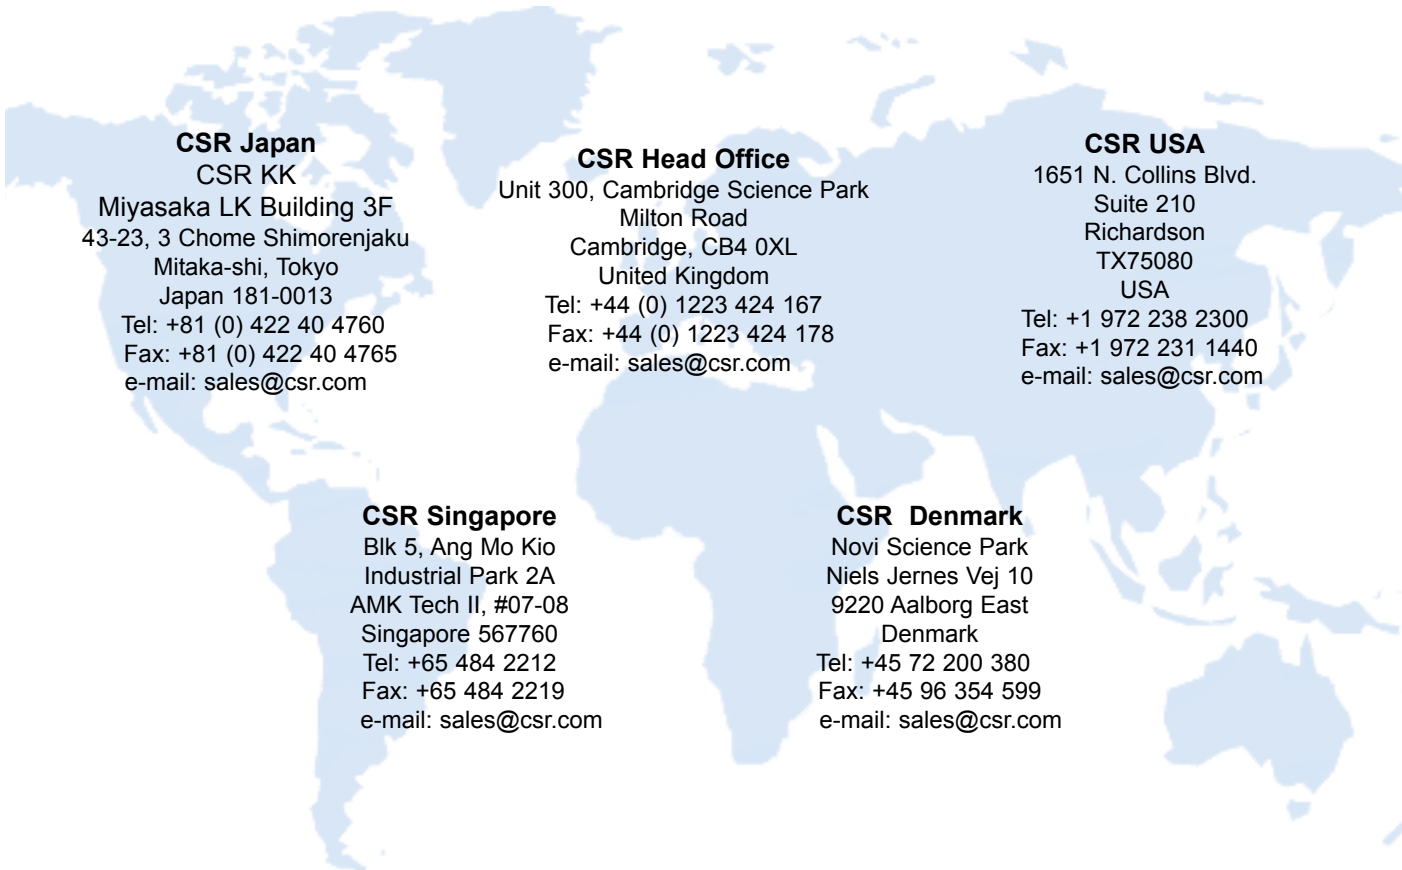 CSR Japan
CSR KK
Miyasaka LK Building 3F
43-23, 3 Chome Shimorenjaku
Mitaka-shi, Tokyo
Japan 181-0013
Tel: +81 (0) 422 40 4760
Fax: +81 (0) 422 40 4765
e-mail: sales@csr.com
CSR Head Office
Unit 300, Cambridge Science Park
Milton Road
Cambridge, CB4 0XL
United Kingdom
Tel: +44 (0) 1223 424 167
Fax: +44 (0) 1223 424 178
e-mail: sales@csr.com
CSR USA
1651 N. Collins Blvd.
Suite 210
Richardson
TX75080
USA
Tel: +1 972 238 2300
Fax: +1 972 231 1440
e-mail: sales@csr.com
CSR Singapore
Blk 5, Ang Mo Kio
Industrial Park 2A
AMK Tech II, #07-08
Singapore 567760
Tel: +65 484 2212
Fax: +65 484 2219
e-mail: sales@csr.com
CSR  Denmark
Novi Science Park
Niels Jernes Vej 10
9220 Aalborg East
Denmark
Tel: +45 72 200 380
Fax: +45 96 354 599
e-mail: sales@csr.com